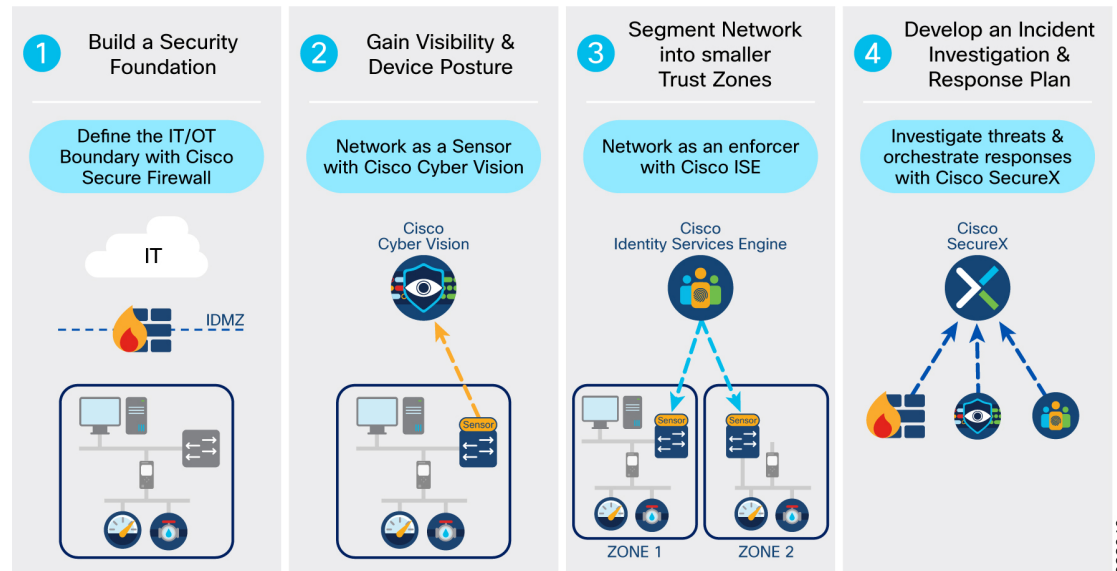 1
Build a Security
Foundation
Define the IT/OT
Boundary with Cisco
Secure Firewall
IT
IDMZ
2
Gain Visibility &
Device Posture
Network as a Sensor
with Cisco Cyber Vision
Cisco
Cyber Vision
Sensor
3
Segment Network
into smaller
Trust Zones
Network as an enforcer
with Cisco ISE
Cisco
Identity Services Engine
Sensor
Sensor
ZONE 1
ZONE 2
4
Develop an Incident
Investigation &
Response Plan
Investigate threats &
orchestrate responses
with Cisco SecureX
Cisco
SecureX